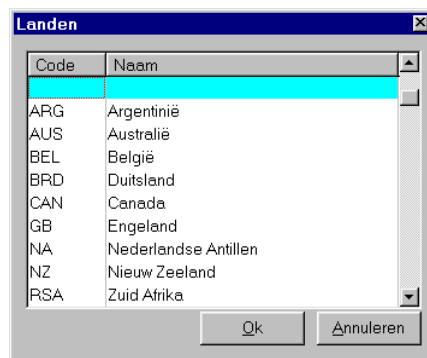 Landen
Code Naam
ARG Argentinië
AUS Australië
BEL België
BRD Duitsland
CAN Canada
GB Engeland
NA Nederlandse Antillen
NZ Nieuw Zeeland
RSA Zuid Afrika
Ok Annuleren